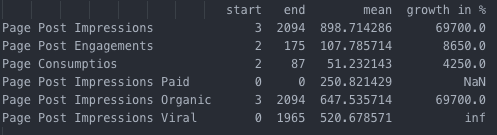 start end mean growth in %
Page Post Impressions 3 2094 898.714286 69700.0
Page Post Engagements 2 175 107.785714 8650.0
Page Consumptios 2 87 51.232143 4250.0
Page Post Impressions Paid 0 0 250.821429 NaN
Page Post Impressions Organic 3 2094 647.535714 69700.0
Page Post Impressions Viral 0 1965 520.678571 inf